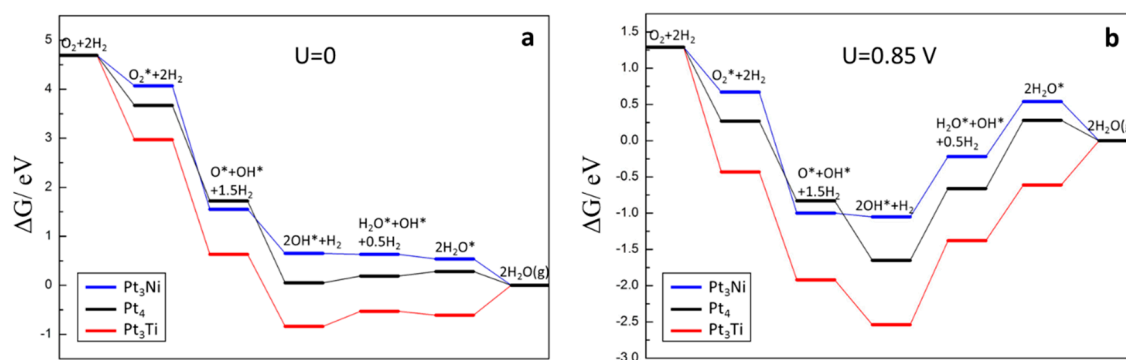 a
U=0
ΔG/ eV
5
4
3
2
1
0
-1
O₂+2H₂
O₂*+2H₂
O*+OH*
+1.5H₂
2OH*+H₂
H₂O*+OH*
+0.5H₂
2H₂O*
2H₂O(g)
Pt₃Ni
Pt₄
Pt₃Ti
b
U=0.85 V
ΔG/ eV
1.5
1.25
1.0
0.5
0.0
-0.5
-1.0
-1.5
-2.0
-2.5
-3.0
O₂+2H₂
O₂*+2H₂
O*+OH*
+1.5H₂
2OH*+H₂
H₂O*+OH*
+0.5H₂
2H₂O*
2H₂O(
Pt₃Ni
Pt₄
Pt₃Ti